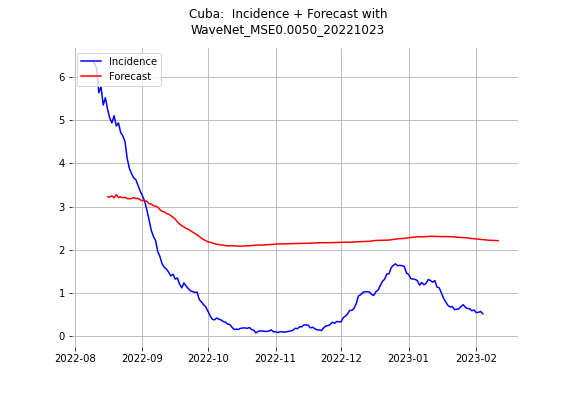 Cuba:  Incidence + Forecast with
WaveNet_MSE0.0050_20221023
Incidence
Forecast
6
5
4
3
2
1
0
2022-08 2022-09 2022-10 2022-11 2022-12 2023-01 2023-02